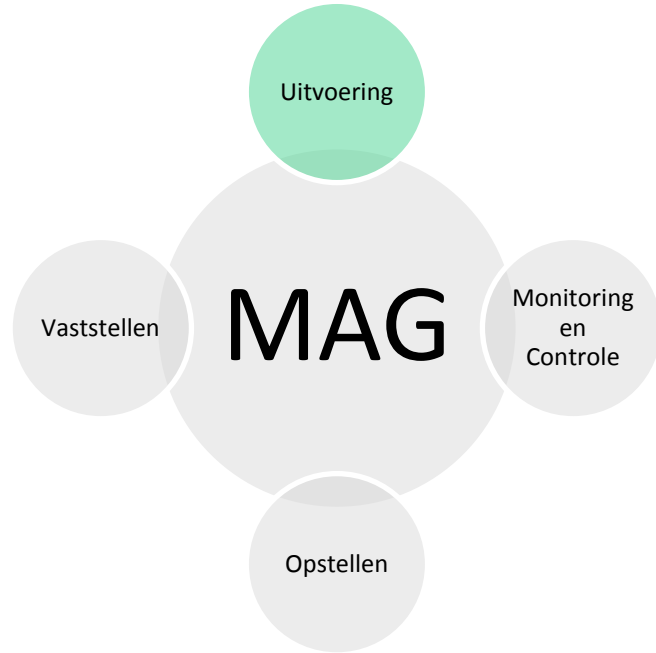 Uitvoering
Vaststellen
MAG
Monitoring
en
Controle
Opstellen